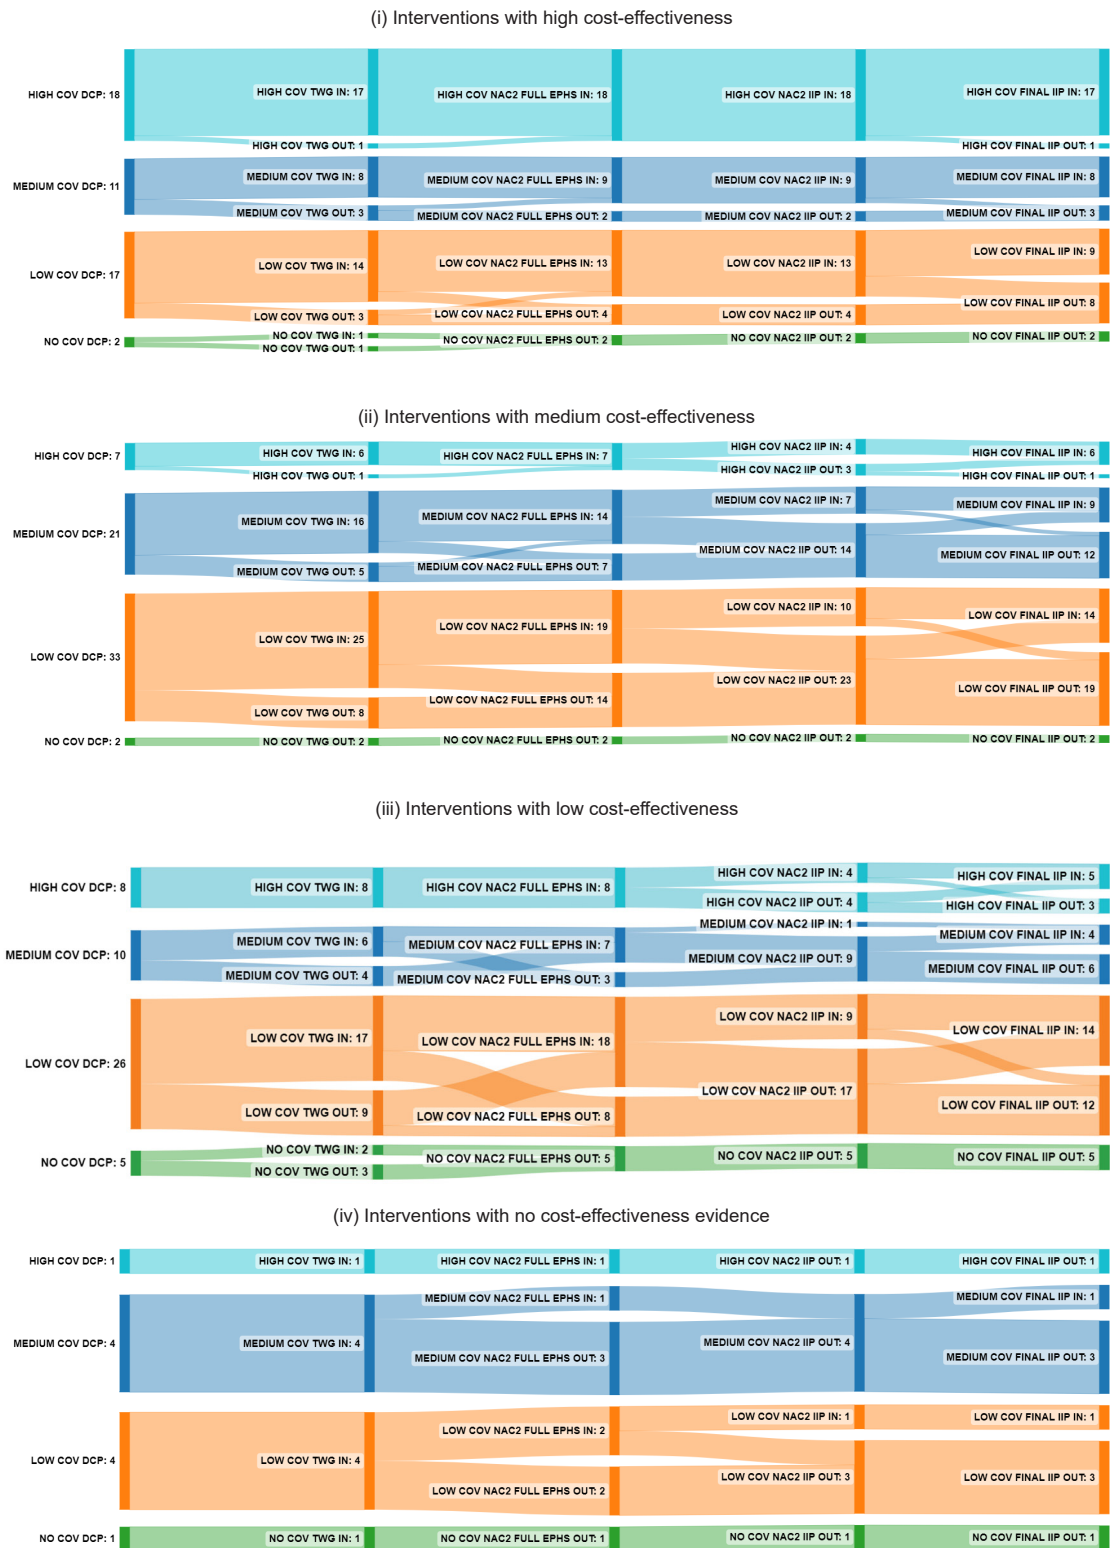 (i) Interventions with high cost-effectiveness
HIGH COV DCP: 18
HIGH COV TWG IN: 17
HIGH COV NAC2 FULL EPHS IN: 18
HIGH COV NAC2 IIP IN: 18
HIGH COV FINAL IIP IN: 17
HIGH COV TWG OUT: 1
HIGH COV FINAL IIP OUT: 1
MEDIUM COV DCP: 11
MEDIUM COV TWG IN: 8
MEDIUM COV NAC2 FULL EPHS IN: 9
MEDIUM COV NAC2 IIP IN: 9
MEDIUM COV FINAL IIP IN: 8
MEDIUM COV TWG OUT: 3
MEDIUM COV NAC2 FULL EPHS OUT: 2
MEDIUM COV NAC2 IIP OUT: 2
MEDIUM COV FINAL IIP OUT: 3
LOW COV DCP: 17
LOW COV TWG IN: 14
LOW COV NAC2 FULL EPHS IN: 13
LOW COV NAC2 IIP IN: 13
LOW COV FINAL IIP IN: 9
LOW COV TWG OUT: 3
LOW COV NAC2 FULL EPHS OUT: 4
LOW COV NAC2 IIP OUT: 4
LOW COV FINAL IIP OUT: 8
NO COV DCP: 2
NO COV TWG IN: 1
NO COV TWG OUT: 1
NO COV NAC2 FULL EPHS OUT: 2
NO COV NAC2 IIP OUT: 2
NO COV FINAL IIP OUT: 2
(ii) Interventions with medium cost-effectiveness
HIGH COV DCP: 7
HIGH COV TWG IN: 6
HIGH COV NAC2 FULL EPHS IN: 7
HIGH COV NAC2 IIP IN: 4
HIGH COV FINAL IIP IN: 6
HIGH COV TWG OUT: 1
HIGH COV NAC2 IIP OUT: 3
HIGH COV FINAL IIP OUT: 1
MEDIUM COV DCP: 21
MEDIUM COV TWG IN: 16
MEDIUM COV NAC2 FULL EPHS IN: 14
MEDIUM COV NAC2 IIP IN: 7
MEDIUM COV FINAL IIP IN: 9
MEDIUM COV TWG OUT: 5
MEDIUM COV NAC2 FULL EPHS OUT: 7
MEDIUM COV NAC2 IIP OUT: 14
MEDIUM COV FINAL IIP OUT: 12
LOW COV DCP: 33
LOW COV TWG IN: 25
LOW COV NAC2 FULL EPHS IN: 19
LOW COV NAC2 IIP IN: 10
LOW COV FINAL IIP IN: 14
LOW COV TWG OUT: 8
LOW COV NAC2 FULL EPHS OUT: 14
LOW COV NAC2 IIP OUT: 23
LOW COV FINAL IIP OUT: 19
NO COV DCP: 2
NO COV TWG OUT: 2
NO COV NAC2 FULL EPHS OUT: 2
NO COV NAC2 IIP OUT: 2
NO COV FINAL IIP OUT: 2
(iii) Interventions with low cost-effectiveness
HIGH COV DCP: 8
HIGH COV TWG IN: 8
HIGH COV NAC2 FULL EPHS IN: 8
HIGH COV NAC2 IIP IN: 4
HIGH COV FINAL IIP IN: 5
HIGH COV NAC2 IIP OUT: 4
HIGH COV FINAL IIP OUT: 3
MEDIUM COV DCP: 10
MEDIUM COV TWG IN: 6
MEDIUM COV NAC2 FULL EPHS IN: 7
MEDIUM COV NAC2 IIP IN: 1
MEDIUM COV FINAL IIP IN: 4
MEDIUM COV TWG OUT: 4
MEDIUM COV NAC2 FULL EPHS OUT: 3
MEDIUM COV NAC2 IIP OUT: 9
MEDIUM COV FINAL IIP OUT: 6
LOW COV DCP: 26
LOW COV TWG IN: 17
LOW COV NAC2 FULL EPHS IN: 18
LOW COV NAC2 IIP IN: 9
LOW COV FINAL IIP IN: 14
LOW COV TWG OUT: 9
LOW COV NAC2 FULL EPHS OUT: 8
LOW COV NAC2 IIP OUT: 17
LOW COV FINAL IIP OUT: 12
NO COV DCP: 5
NO COV TWG IN: 2
NO COV TWG OUT: 3
NO COV NAC2 FULL EPHS OUT: 5
NO COV NAC2 IIP OUT: 5
NO COV FINAL IIP OUT: 5
(iv) Interventions with no cost-effectiveness evidence
HIGH COV DCP: 1
HIGH COV TWG IN: 1
HIGH COV NAC2 FULL EPHS IN: 1
HIGH COV NAC2 IIP OUT: 1
HIGH COV FINAL IIP OUT: 1
MEDIUM COV DCP: 4
MEDIUM COV TWG IN: 4
MEDIUM COV NAC2 FULL EPHS IN: 1
MEDIUM COV NAC2 FULL EPHS OUT: 3
MEDIUM COV NAC2 IIP OUT: 4
MEDIUM COV FINAL IIP IN: 1
MEDIUM COV FINAL IIP OUT: 3
LOW COV DCP: 4
LOW COV TWG IN: 4
LOW COV NAC2 FULL EPHS IN: 2
LOW COV NAC2 IIP IN: 1
LOW COV FINAL IIP IN: 1
LOW COV NAC2 FULL EPHS OUT: 2
LOW COV NAC2 IIP OUT: 3
LOW COV FINAL IIP OUT: 3
NO COV DCP: 1
NO COV TWG IN: 1
NO COV NAC2 FULL EPHS OUT: 1
NO COV NAC2 IIP OUT: 1
NO COV FINAL IIP OUT: 1